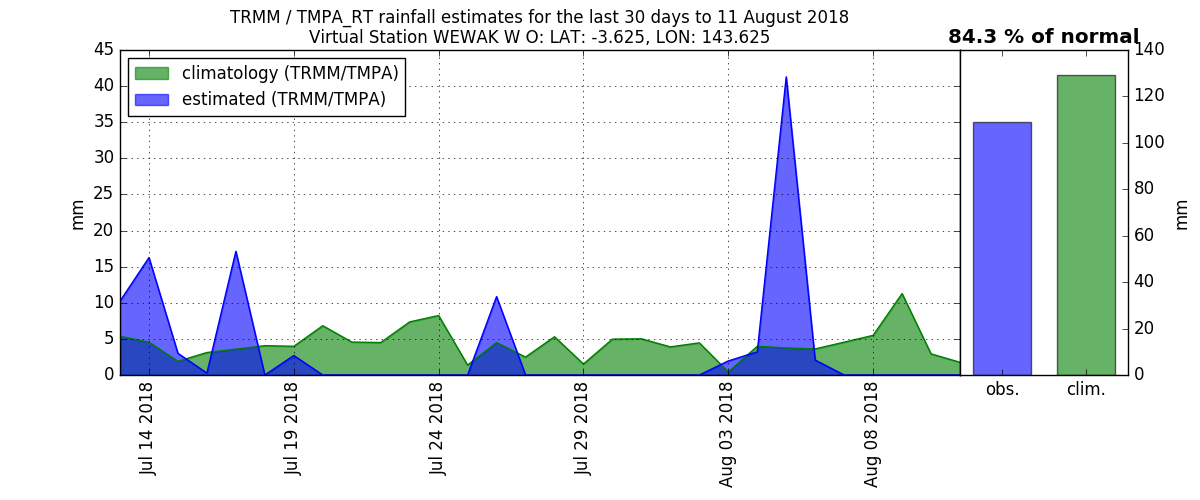 TRMM / TMPA_RT rainfall estimates for the last 30 days to 11 August 2018
Virtual Station WEWAK W O: LAT: -3.625, LON: 143.625
84.3 % of normal
climatology (TRMM/TMPA)
estimated (TRMM/TMPA)
mm
45
40
35
30
25
20
15
10
5
0
Jul 14 2018
Jul 19 2018
Jul 24 2018
Jul 29 2018
Aug 03 2018
Aug 08 2018
140
120
100
80
60
40
20
0
mm
obs.
clim.